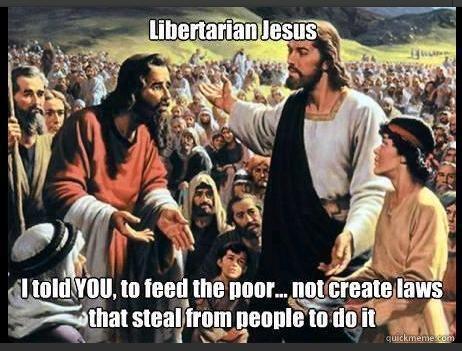 Libertarian Jesus
I told YOU, to feed the poor... not create laws
that steal from people to do it
quickmeme.com